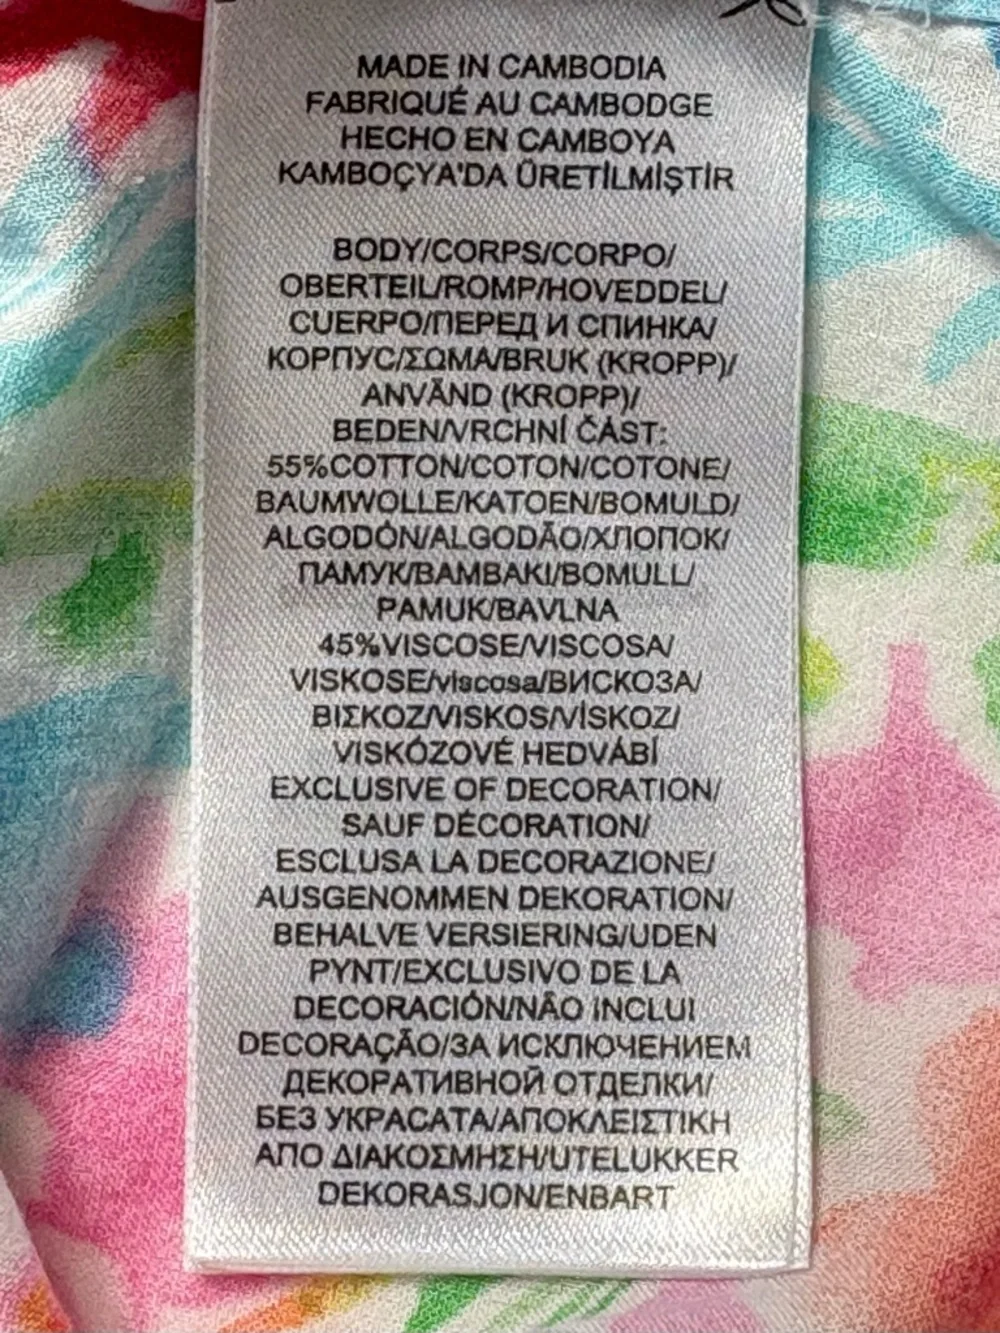 MADE IN CAMBODIA
FABRIQUÉ AU CAMBODGE
HECHO EN CAMBOYA
KAMBOÇYA'DA ÜRETİLMİŞTİR
BODY/CORPS/CORPO/
OBERTEIL/ROMP/HOVEDDEL/
CUERPO/ПЕРЕД И СПИНКА/
КОРПУС/ΣΩΜΑ/BRUK (KROPP)/
ANVÄND (KROPP)/
BEDEN/VRCHNÍ ČÁST:
55%COTTON/COTON/COTONE/
BAUMWOLLE/KATOEN/BOMULD/
ALGODÓN/ALGODÃO/ХЛОПОК/
ПАМУК/ΒΑΜΒΑΚΙ/BOMULL/
PAMUK/BAVLNA
45%VISCOSE/VISCOSA/
VISKOSE/viscosa/ВИСКОЗА/
ΒΙΣΚΟΖ/VISKOS/VİSKOZ/
VISKÓZOVÉ HEDVÁBÍ
EXCLUSIVE OF DECORATION/
SAUF DÉCORATION/
ESCLUSA LA DECORAZIONE/
AUSGENOMMEN DEKORATION/
BEHALVE VERSIERING/UDEN
PYNT/EXCLUSIVO DE LA
DECORACIÓN/NÃO INCLUI
DECORAÇÃO/ЗА ИСКЛЮЧЕНИЕМ
ДЕКОРАТИВНОЙ ОТДЕЛКИ/
БЕЗ УКРАСАТА/ΑΠΟΚΛΕΙΣΤΙΚΗ
ΑΠΟ ΔΙΑΚΟΣΜΗΣΗ/UTELUKKER
DEKORASJON/ENBART